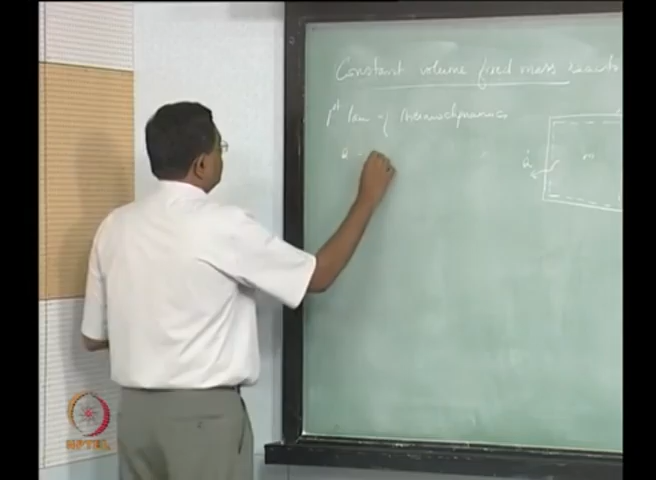 Constant volume fixed mass reacto
1st law of thermodynamics
Q -
Q̇
m
NPTEL